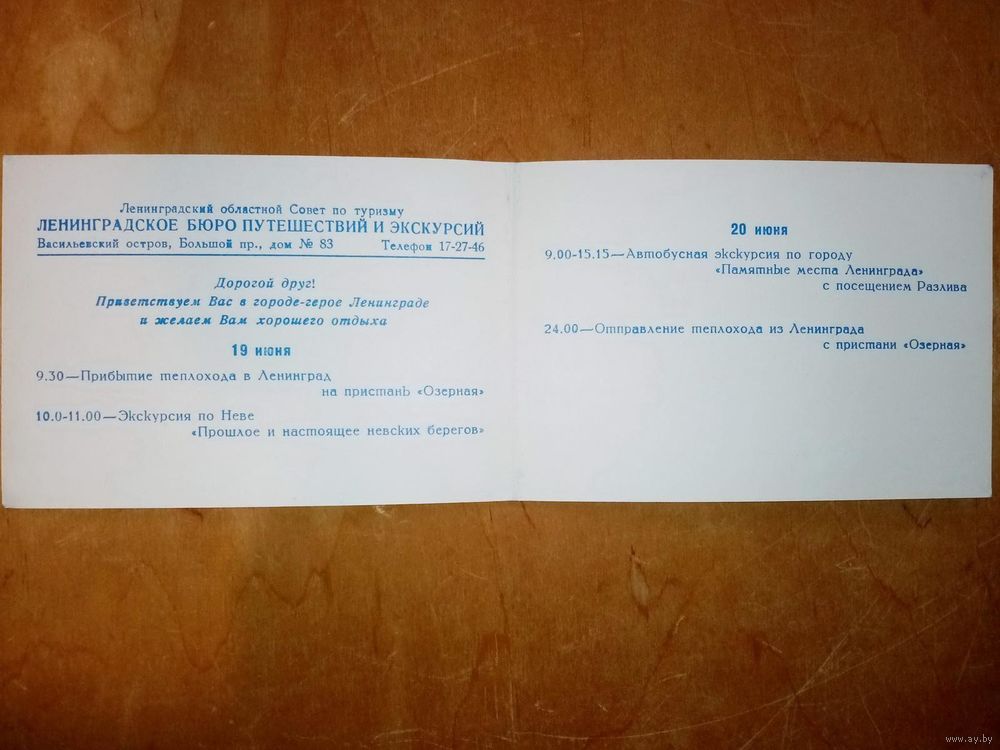 Ленинградский областной Совет по туризму
ЛЕНИНГРАДСКОЕ БЮРО ПУТЕШЕСТВИЙ И ЭКСКУРСИЙ
Васильевский остров, Большой пр., дом № 83 Телефон 17-27-46
Дорогой друг!
Приветствуем Вас в городе-герое Ленинграде
и желаем Вам хорошего отдыха
19 июня
9.30—Прибытие теплохода в Ленинград
на пристань «Озерная»
10.0-11.00—Экскурсия по Неве
«Прошлое и настоящее невских берегов»
20 июня
9.00-15.15—Автобусная экскурсия по городу
«Памятные места Ленинграда»
с посещением Разлива
24.00—Отправление теплохода из Ленинграда
с пристани «Озерная»
www.ay.by